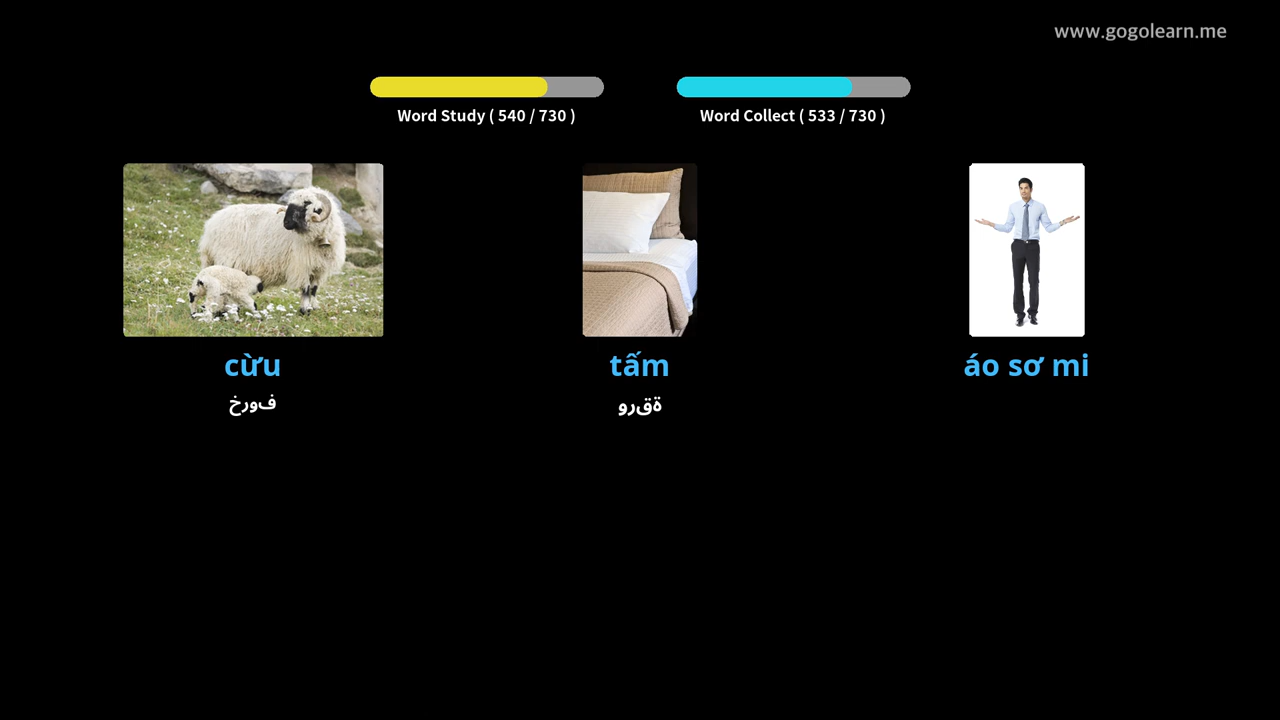 www.gogolearn.me
Word Study ( 540 / 730 )
Word Collect ( 533 / 730 )
cừu
فورخ
tấm
ةقرو
áo sơ mi